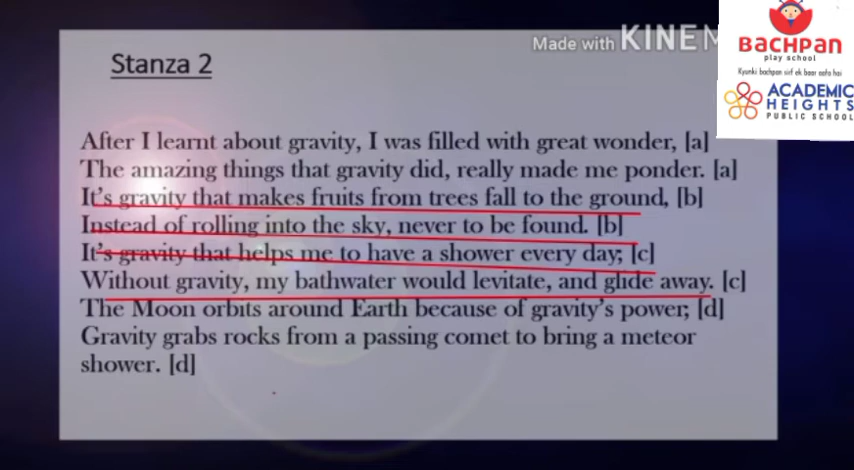 Made with KINEM
BACHPAN
play school
Kyunki bachpan sirf ek baar aata hai
ACADEMIC
HEIGHTS
PUBLIC SCHOOL
Stanza 2
After I learnt about gravity, I was filled with great wonder, [a]
The amazing things that gravity did, really made me ponder. [a]
It's gravity that makes fruits from trees fall to the ground, [b]
Instead of rolling into the sky, never to be found. [b]
It's gravity that helps me to have a shower every day; [c]
Without gravity, my bathwater would levitate, and glide away. [c]
The Moon orbits around Earth because of gravity's power; [d]
Gravity grabs rocks from a passing comet to bring a meteor
shower. [d]